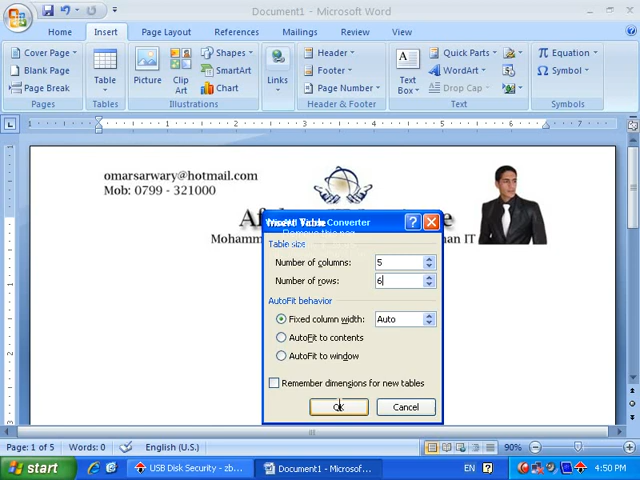 Document1 - Microsoft Word
Home Insert Page Layout References Mailings Review View
Cover Page
Blank Page
Page Break
Pages
Table
Tables
Picture
Clip Art
Shapes
SmartArt
Chart
Illustrations
Links
Header
Footer
Page Number
Header & Footer
Text Box
Quick Parts
WordArt
Drop Cap
Text
Equation
Symbol
Symbols
omarsarwary@hotmail.com
Mob: 0799 - 321000
Mohamm
an IT
Insert Table
Converter
Table size
Number of columns: 5
Number of rows: 6
AutoFit behavior
Fixed column width: Auto
AutoFit to contents
AutoFit to window
Remember dimensions for new tables
OK Cancel
Page: 1 of 5 Words: 0 English (U.S.) 90%
start USB Disk Security - zb... Document1 - Microsof... EN 4:50 PM